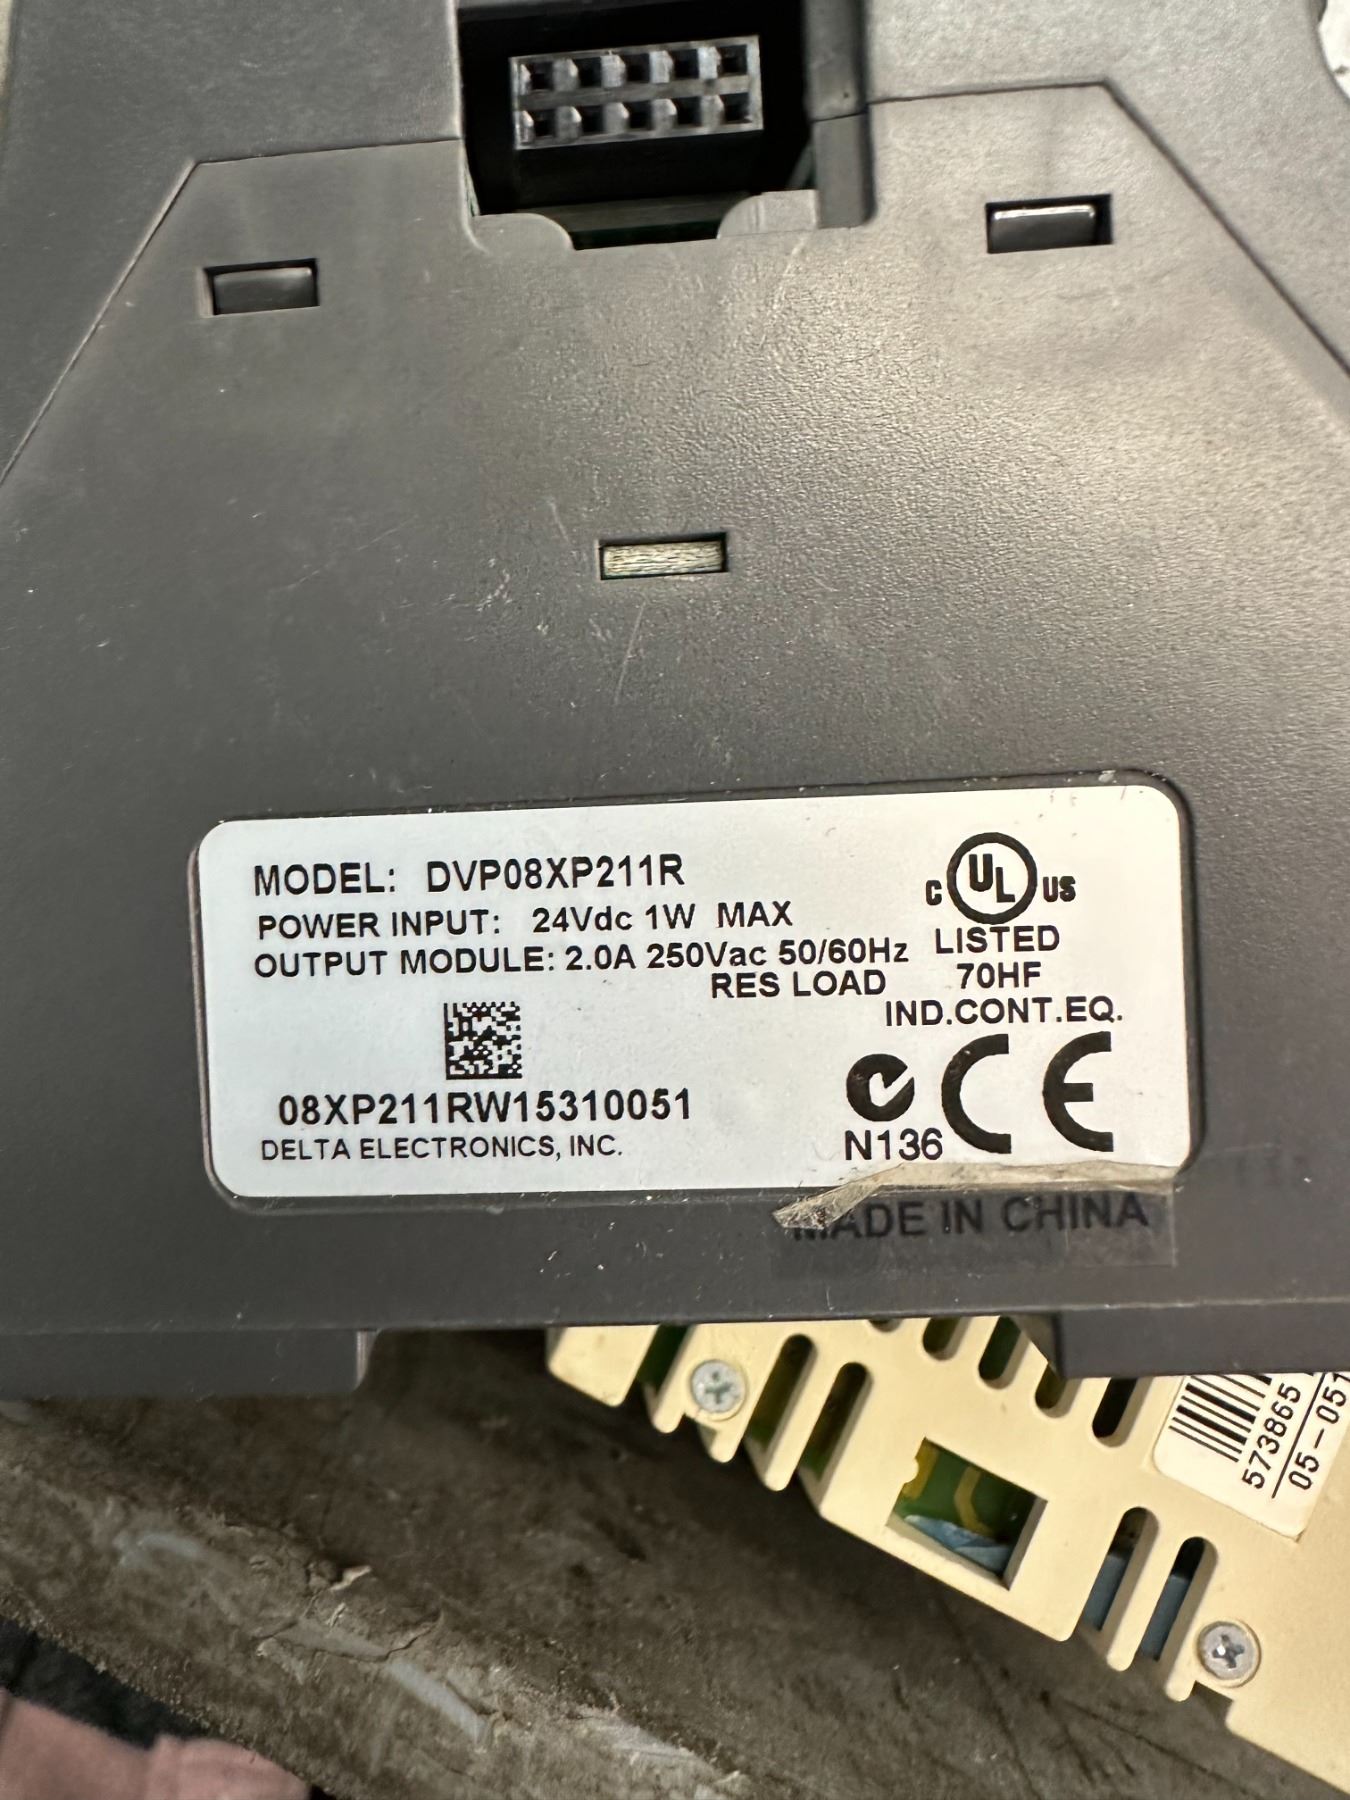 MODEL: DVP08XP211R
POWER INPUT: 24Vdc 1W MAX
OUTPUT MODULE: 2.0A 250Vac 50/60Hz
RES LOAD
C UL US
LISTED
70HF
IND.CONT.EQ.
08XP211RW15310051
DELTA ELECTRONICS, INC.
N136
CE
MADE IN CHINA
573865
05-051